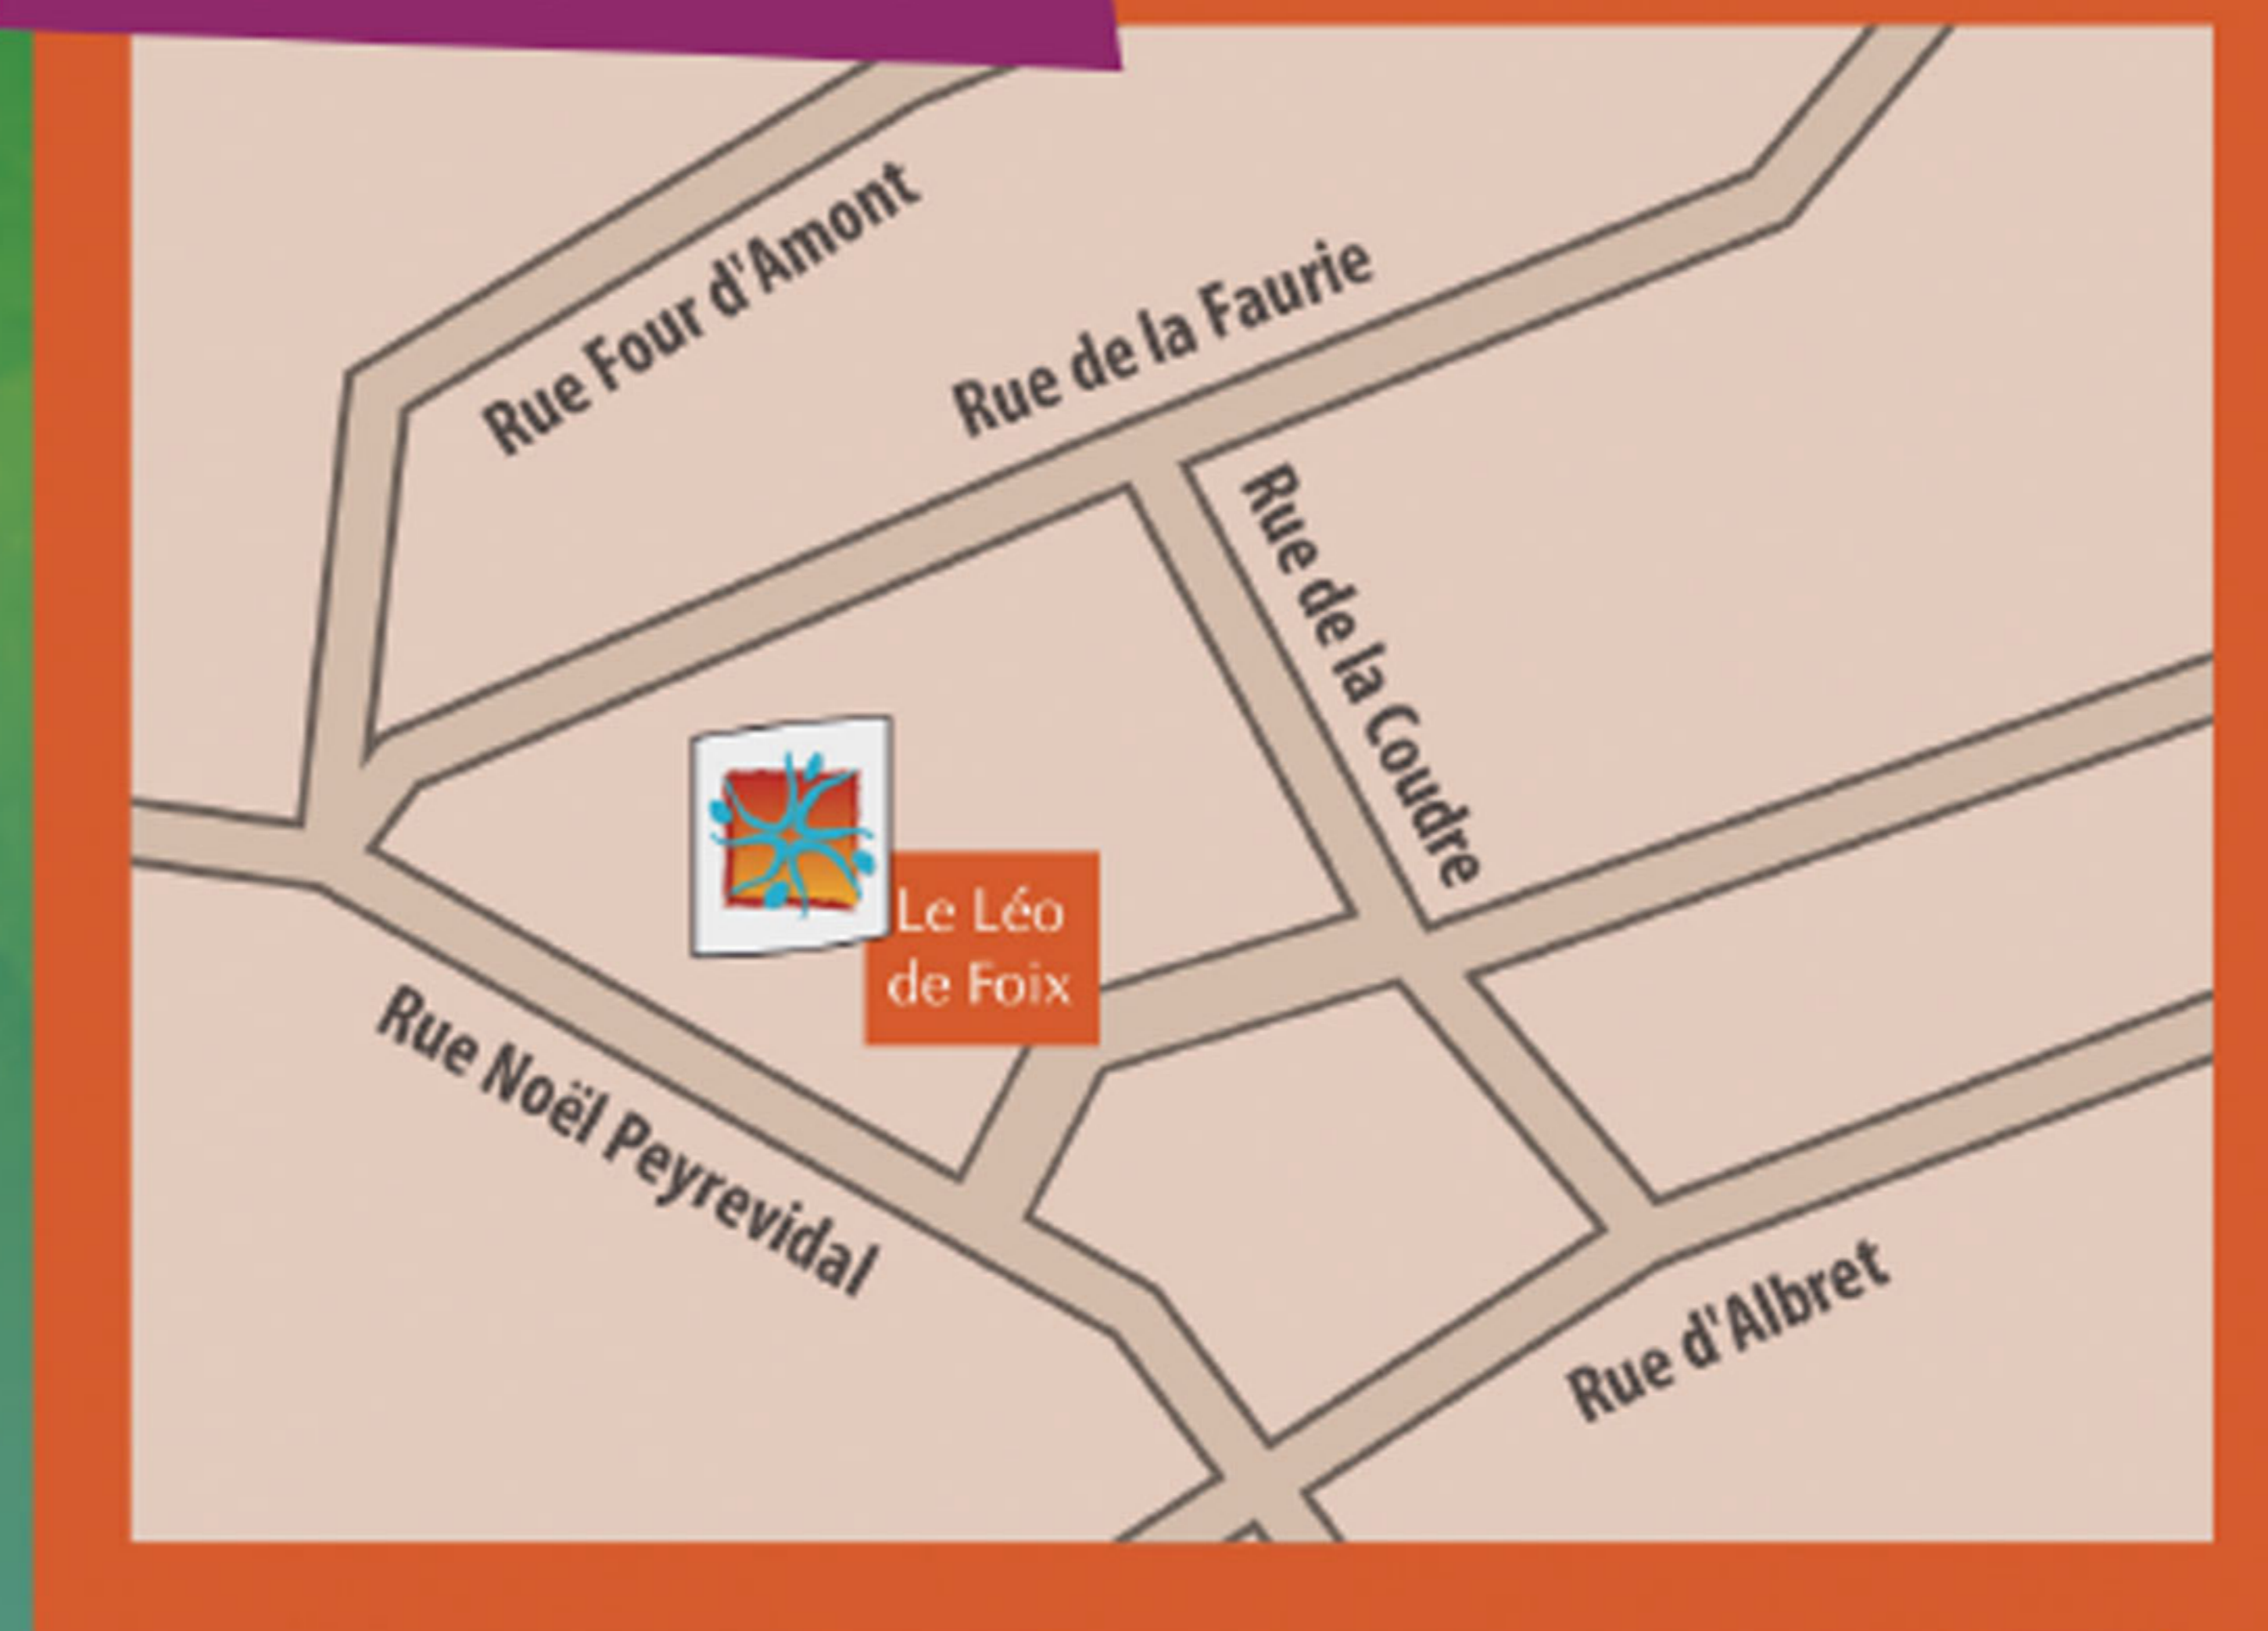 Rue Four d'Amont
Rue de la Faurie
Rue de la Coudre
Le Léo
de Foix
Rue Noël Peyrevidal
Rue d'Albret